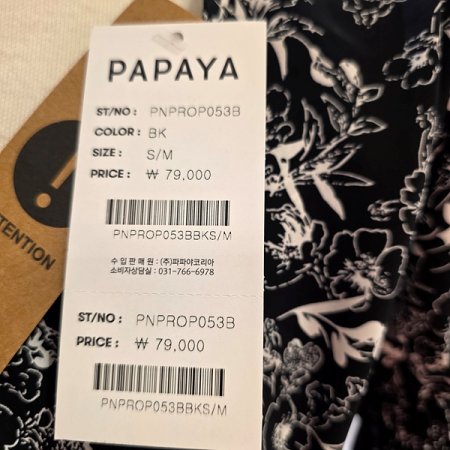 PAPAYA
ST/NO : PNPROP053B
COLOR : BK
SIZE : S/M
PRICE : ₩ 79,000
PNPROP053BBKS/M
수 입 판 매 원 : (주)파파야코리아
소비자상담실 : 031-766-6978
ST/NO : PNPROP053B
PRICE : ₩ 79,000
PNPROP053BBKS/M
!
TENTION